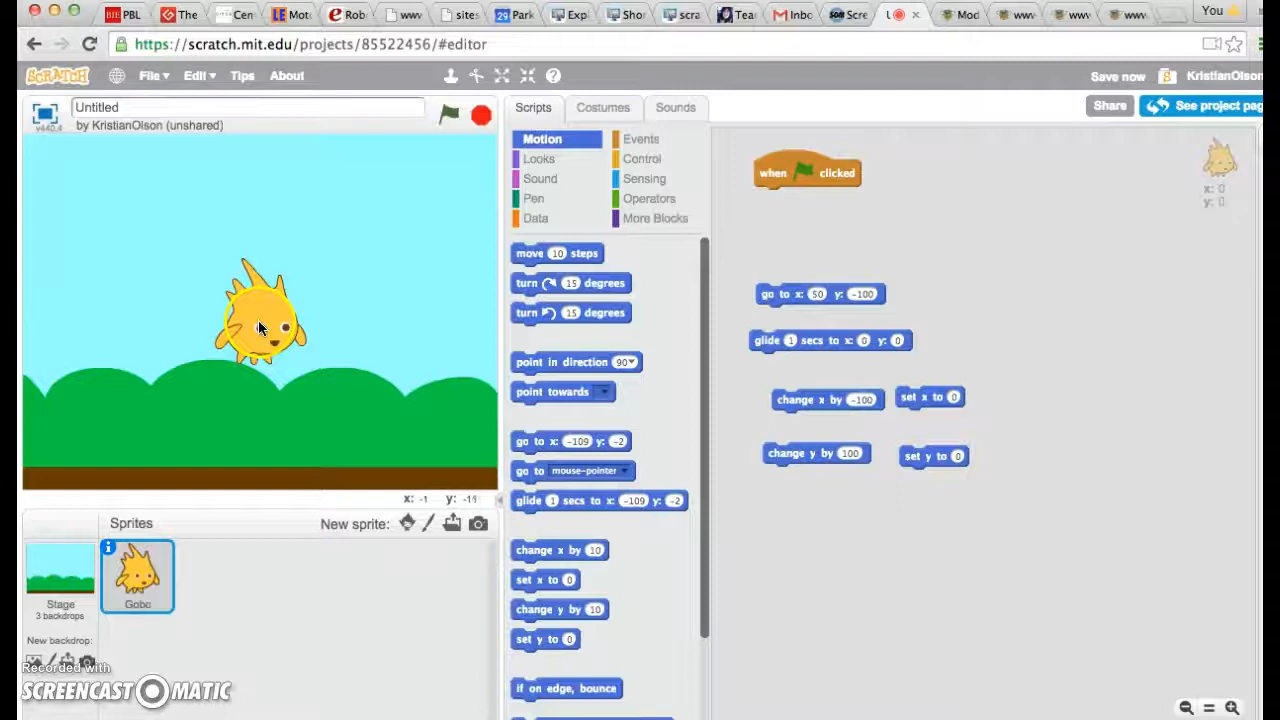 PBL The Cen Mot Rob www sites Park Exp Shor scra Tea Inbo Scre L Mod www www www You
https://scratch.mit.edu/projects/85522456/#editor
SCRATCH File Edit Tips About Save now KristianOlson
Untitled
v440.4 by KristianOlson (unshared)
Scripts Costumes Sounds
Share See project pag
Motion Events
Looks Control
Sound Sensing
Pen Operators
Data More Blocks
move 10 steps
turn 15 degrees
turn 15 degrees
point in direction 90
point towards
go to x: -109 y: -2
go to mouse-pointer
glide 1 secs to x: -109 y: -2
change x by 10
set x to 0
change y by 10
set y to 0
if on edge, bounce
when clicked
go to x: 50 y: -100
glide 1 secs to x: 0 y: 0
change x by -100 set x to 0
change y by 100 set y to 0
x: 0
y: 0
x: -1
Sprites New sprite:
Stage
3 backdrops
New backdrop:
Gobo
Recorded with
SCREENCAST MATIC